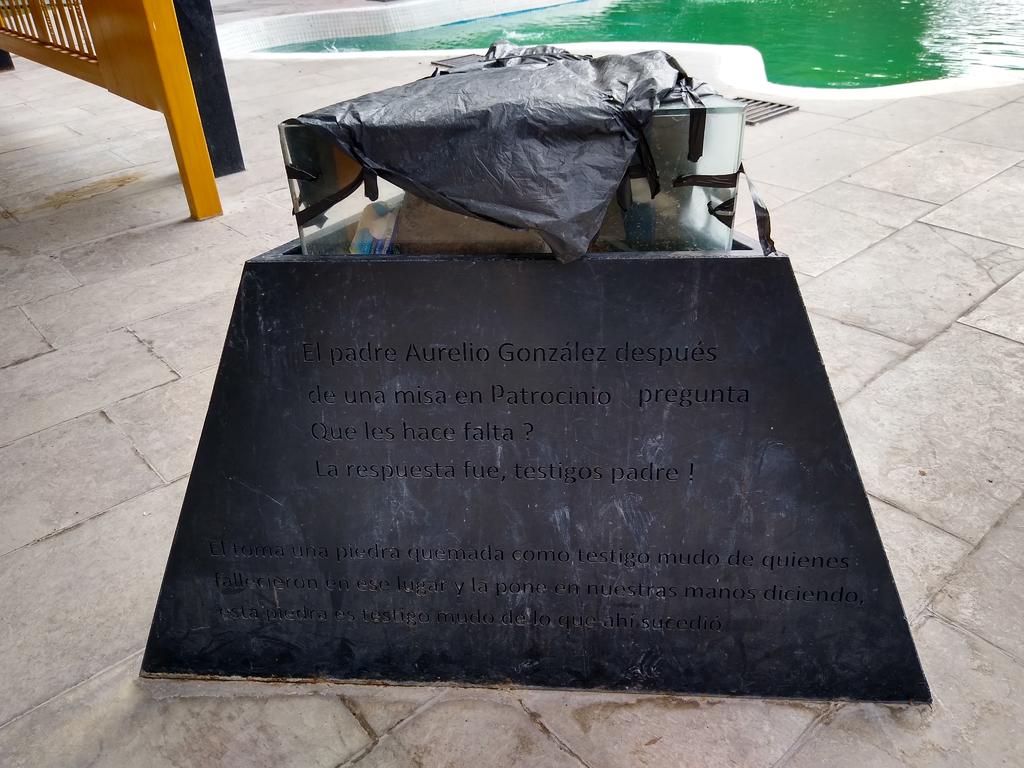 El padre Aurelio González después
de una misa en Patrocinio pregunta
Que les hace falta ?
La respuesta fue, testigos padre !
El toma una piedra quemada como testigo mudo de quienes
fallecieron en ese lugar y la pone en nuestras manos diciendo,
esta piedra es testigo mudo de lo que ahi sucedió